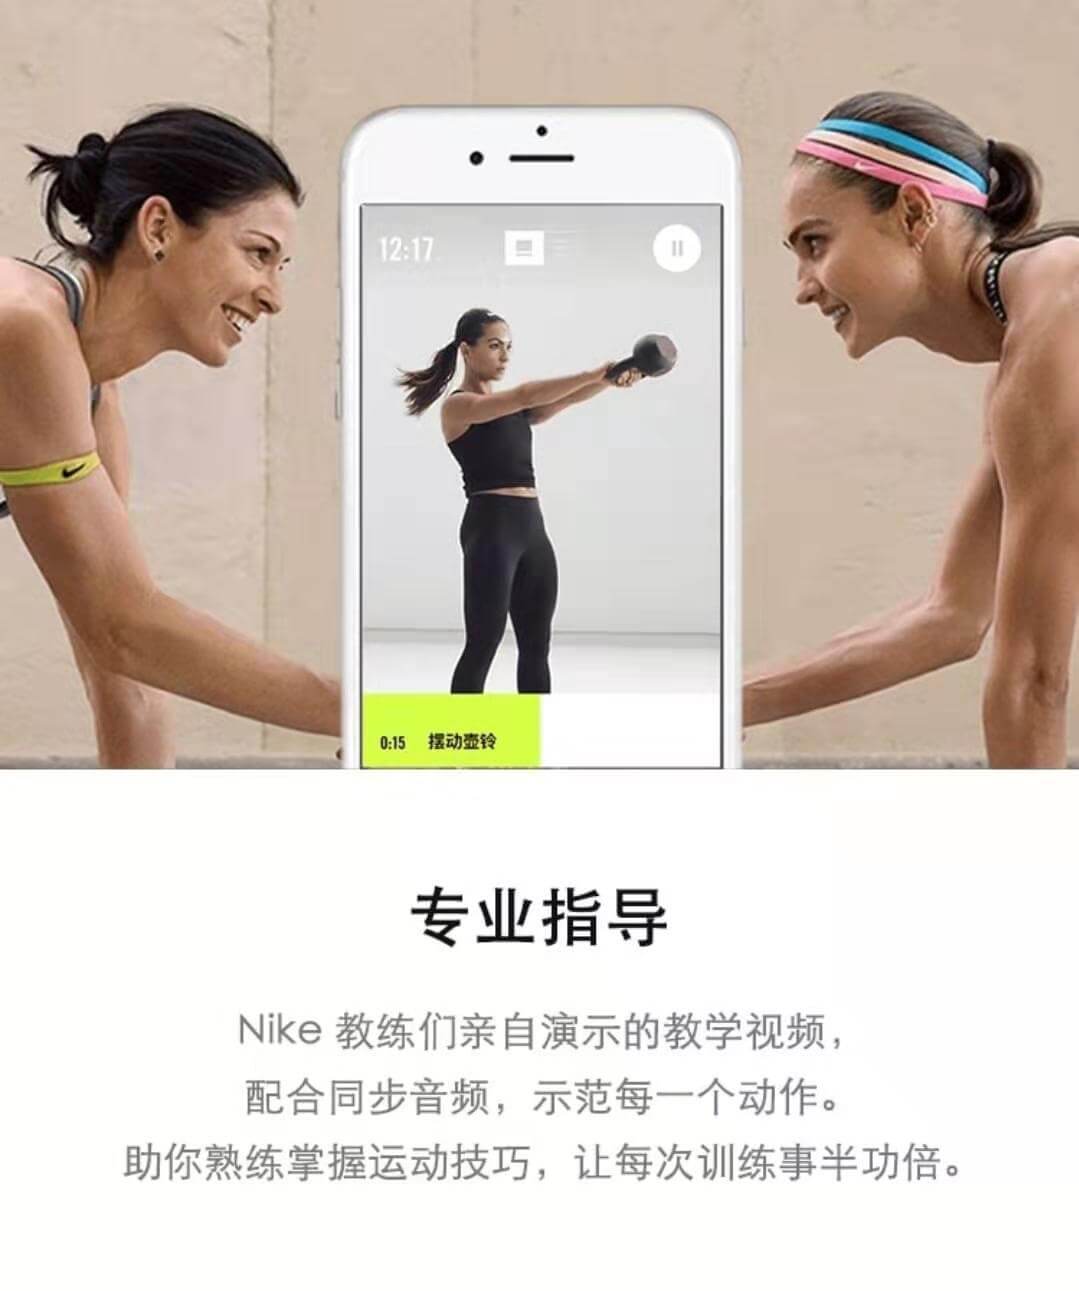 12:17
0:15 摆动壶铃
专业指导
Nike 教练们亲自演示的教学视频，
配合同步音频，示范每一个动作。
助你熟练掌握运动技巧，让每次训练事半功倍。